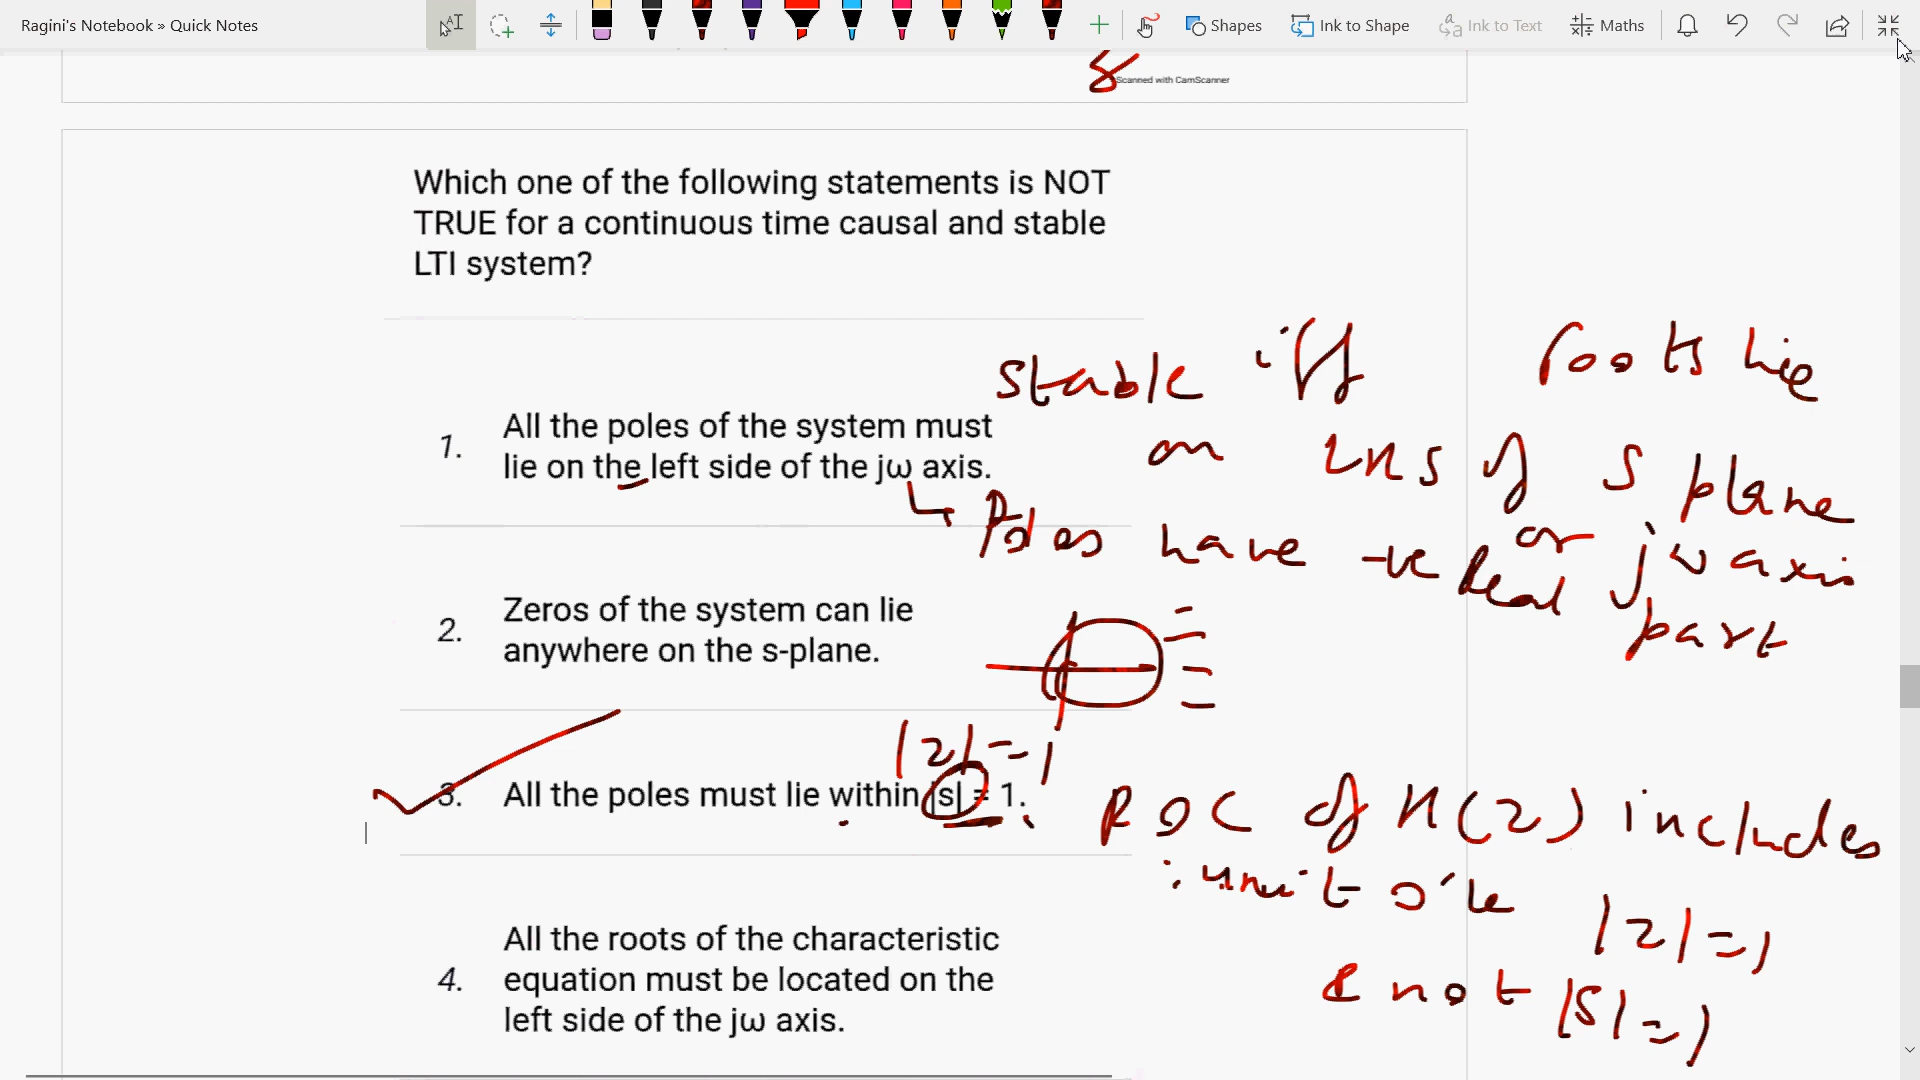 Ragini's Notebook » Quick Notes
Shapes
Ink to Shape
Ink to Text
Maths
8
Scanned with CamScanner
Which one of the following statements is NOT
TRUE for a continuous time causal and stable
LTI system?
stable iff roots lie
on LHS of S plane
or jw axis
1. All the poles of the system must
lie on the left side of the jω axis.
↳ Poles have -ve Real part
2. Zeros of the system can lie
anywhere on the s-plane.
|z| = 1
3. All the poles must lie within |s| = 1.
ROC of H(z) includes
unit
|z| = 1
& not |S| = 1
4. All the roots of the characteristic
equation must be located on the
left side of the jω axis.